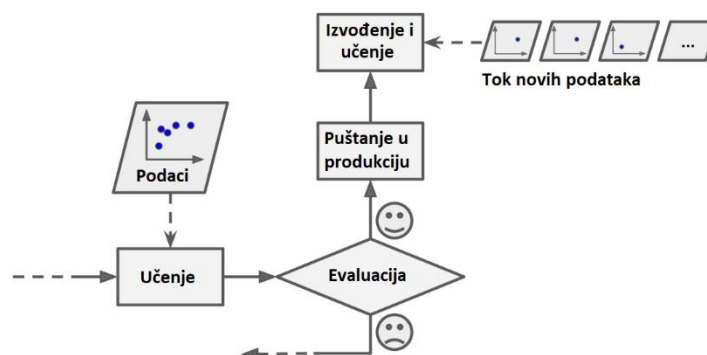 Izvođenje i
učenje
...
Tok novih podataka
Puštanje u
produkciju
Podaci
Učenje
Evaluacija